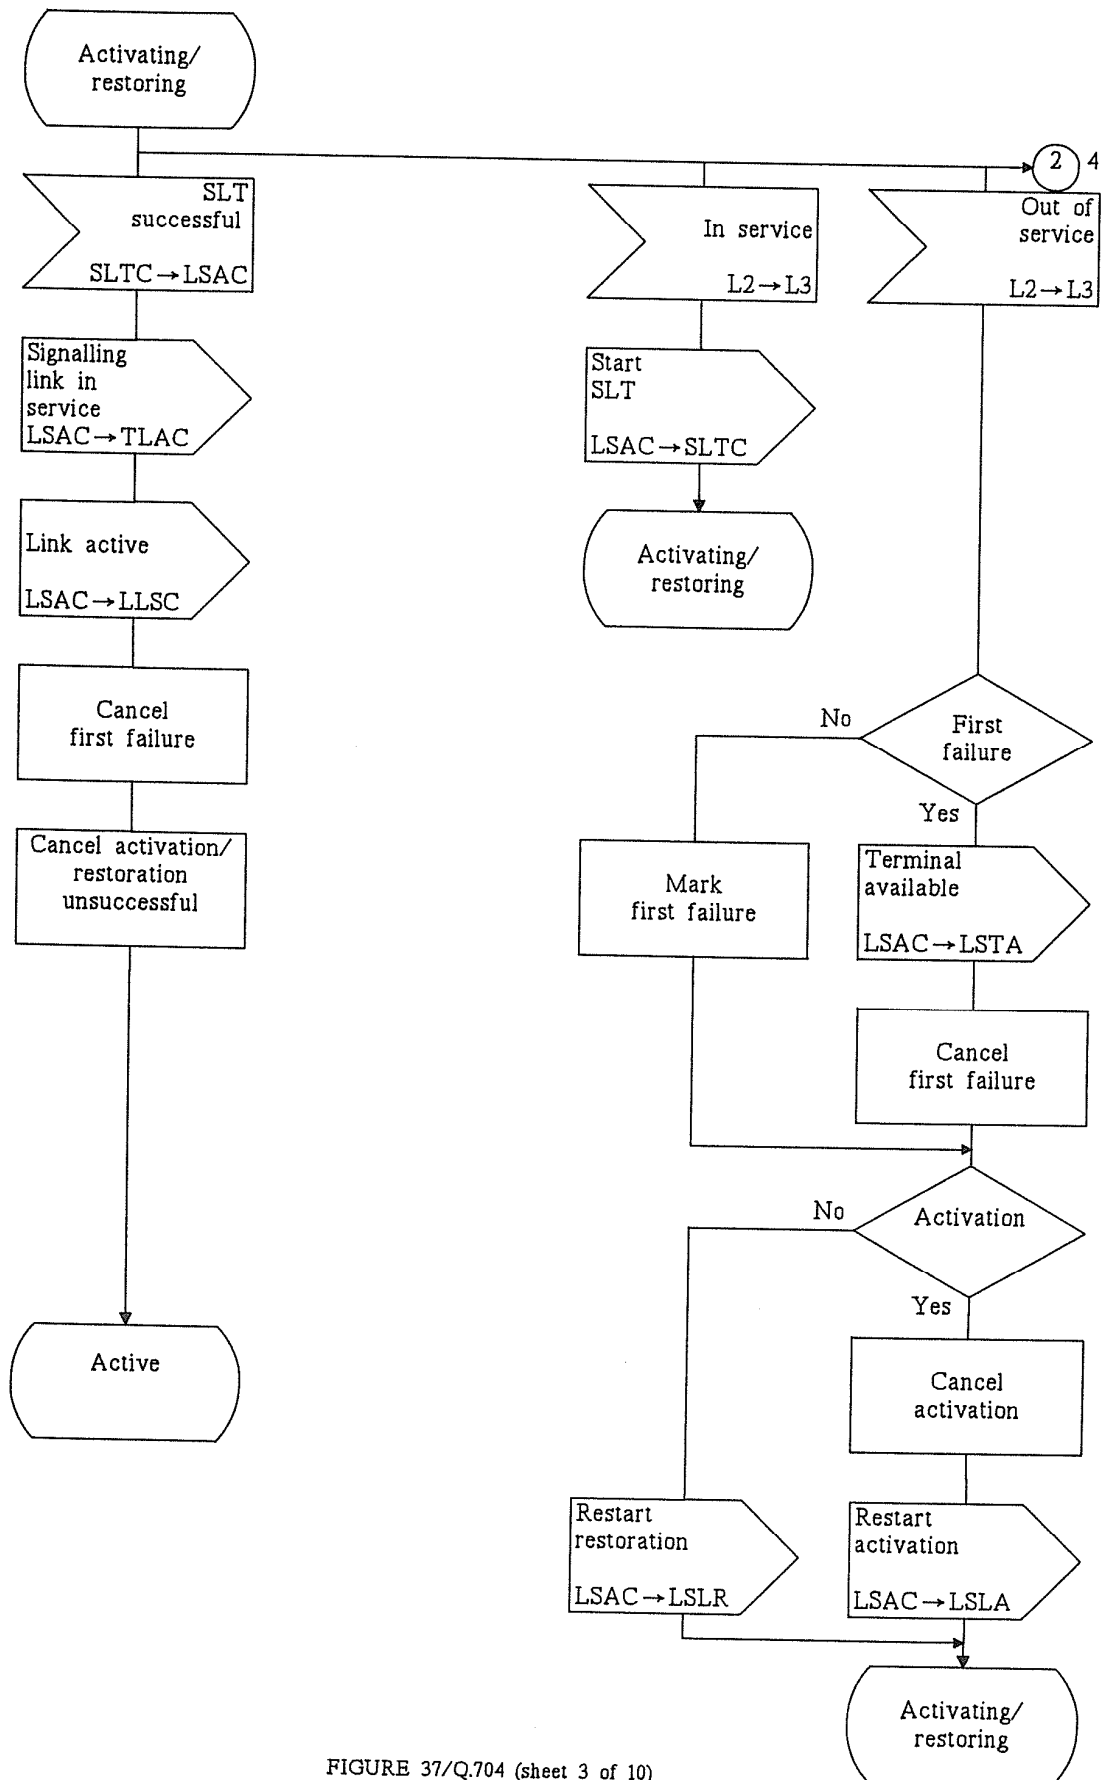 Activating/
restoring
2 4
SLT
successful
SLTC→LSAC
In service
L2→L3
Out of
service
L2→L3
Signalling
link in
service
LSAC→TLAC
Start
SLT
LSAC→SLTC
Link active
LSAC→LLSC
Activating/
restoring
Cancel
first failure
No
First
failure
Yes
Cancel activation/
restoration
unsuccessful
Mark
first failure
Terminal
available
LSAC→LSTA
Cancel
first failure
No
Activation
Yes
Active
Cancel
activation
Restart
restoration
LSAC→LSLR
Restart
activation
LSAC→LSLA
Activating/
restoring
FIGURE 37/Q.704 (sheet 3 of 10)